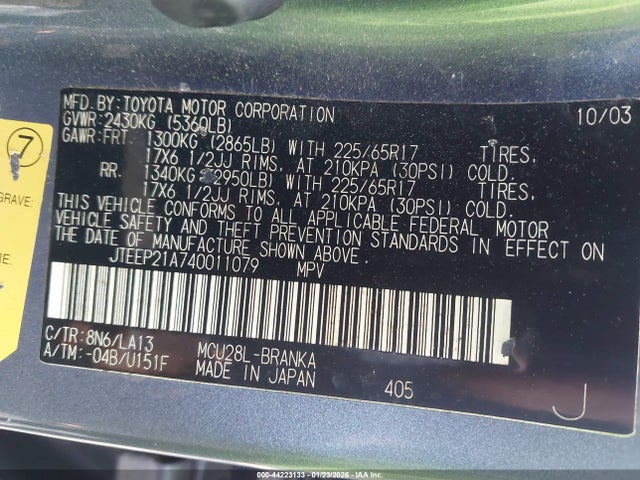 MFD.BY:TOYOTA MOTOR CORPORATION 10/03
GVWR:2430KG (5360LB)
GAWR:FRT. 1300KG (2865LB) WITH 225/65R17 TIRES,
17X6 1/2JJ RIMS, AT 210KPA (30PSI) COLD.
RR. 1340KG (2950LB) WITH 225/65R17 TIRES,
17X6 1/2JJ RIMS, AT 210KPA (30PSI) COLD.
THIS VEHICLE CONFORMS TO ALL APPLICABLE FEDERAL MOTOR
VEHICLE SAFETY AND THEFT PREVENTION STANDARDS IN EFFECT ON
THE DATE OF MANUFACTURE SHOWN ABOVE.
JTEEP21A740011079 MPV
C/TR:8N6/LA13 MCU28L-BRANKA
A/TM:-04B/U151F MADE IN JAPAN 405 J
7
GRAVE.
000-44223133 - 01/23/2026 - IAA Inc.